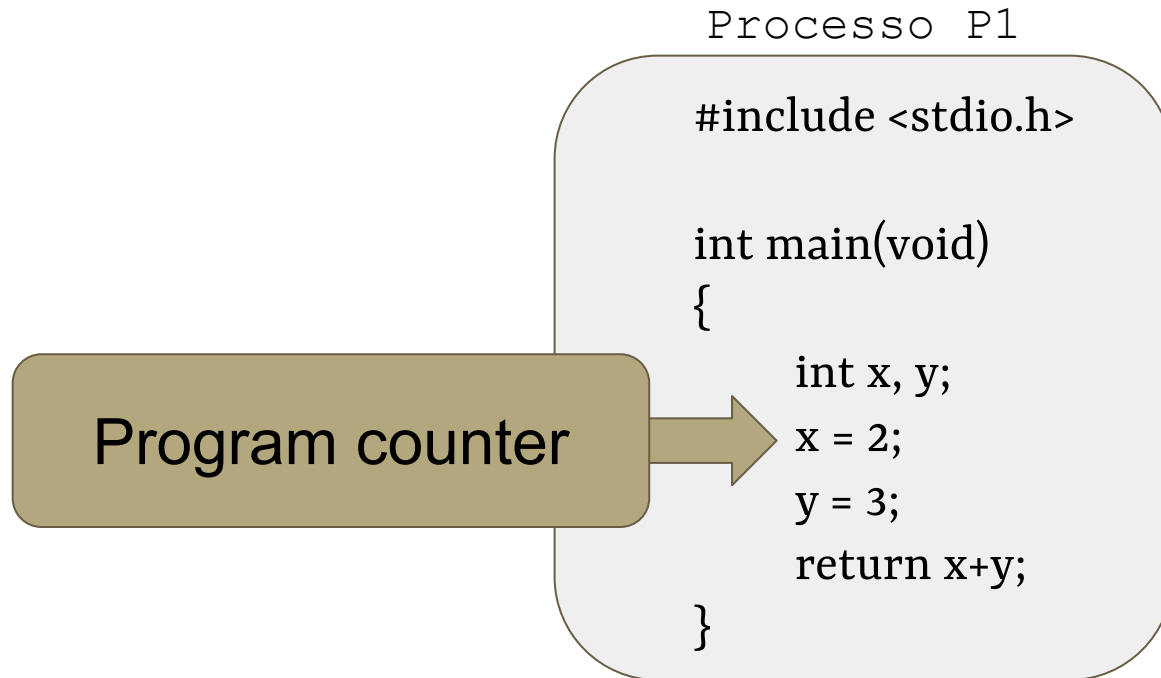 Processo P1
#include <stdio.h>
int main(void)
{
int x, y;
Program counter
x = 2;
y = 3;
return x+y;
}